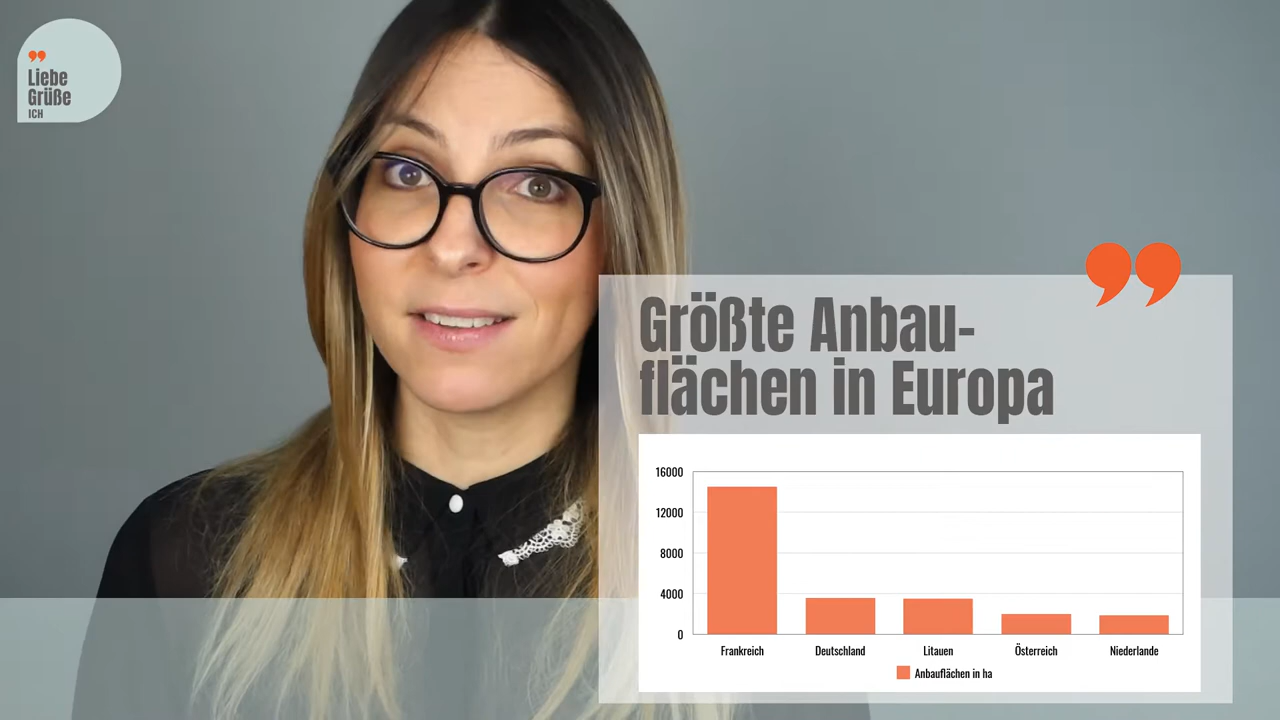 Liebe
Grüße
ICH
Größte Anbau-
flächen in Europa
16000
12000
8000
4000
0
Frankreich Deutschland Litauen Österreich Niederlande
Anbauflächen in ha